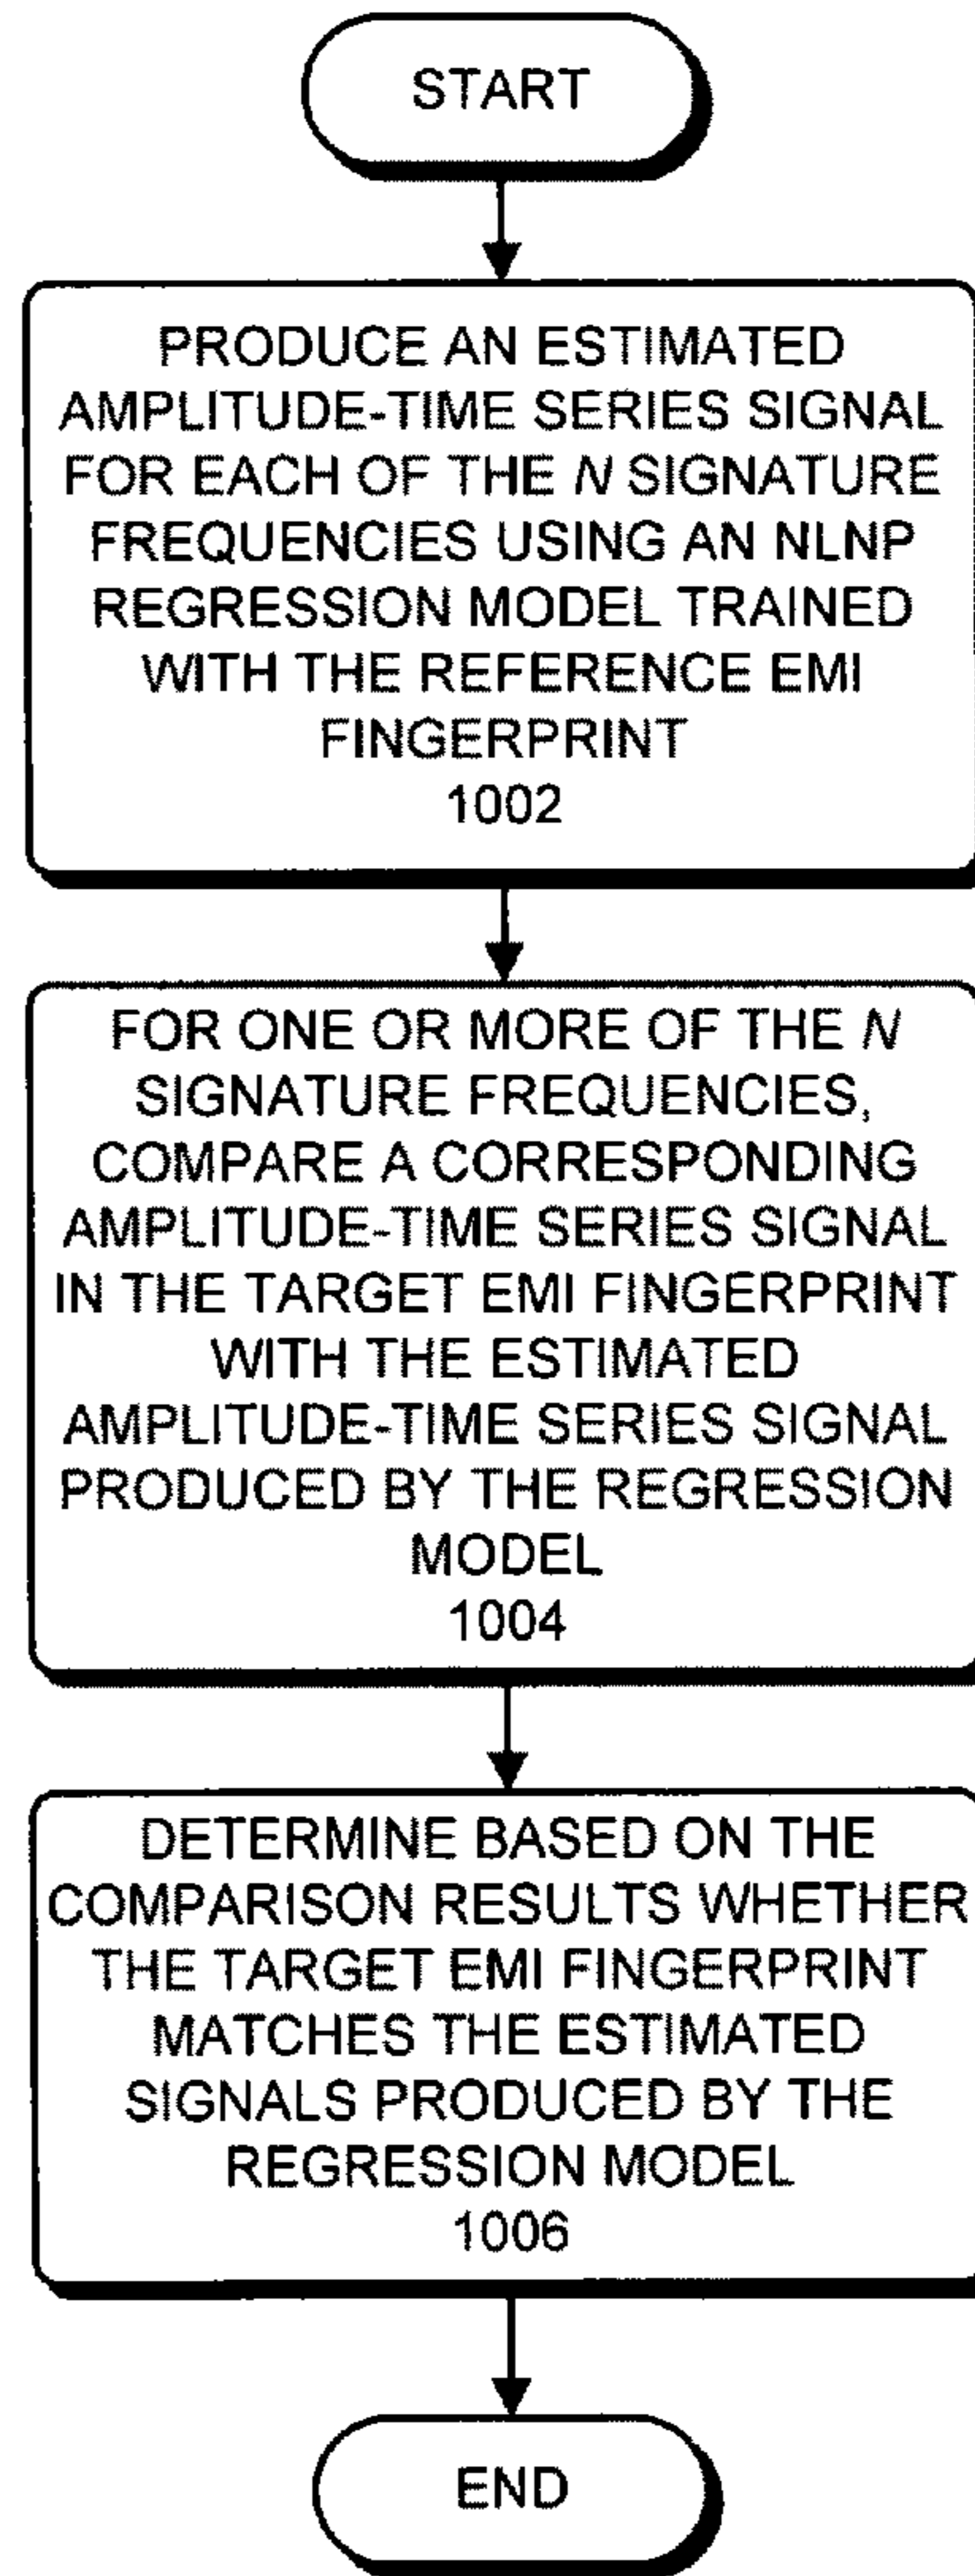 START
PRODUCE AN ESTIMATED
AMPLITUDE-TIME SERIES SIGNAL
FOR EACH OF THE N SIGNATURE
FREQUENCIES USING AN NLNP
REGRESSION MODEL TRAINED
WITH THE REFERENCE EMI
FINGERPRINT
1002
FOR ONE OR MORE OF THE N
SIGNATURE FREQUENCIES,
COMPARE A CORRESPONDING
AMPLITUDE-TIME SERIES SIGNAL
IN THE TARGET EMI FINGERPRINT
WITH THE ESTIMATED
AMPLITUDE-TIME SERIES SIGNAL
PRODUCED BY THE REGRESSION
MODEL
1004
DETERMINE BASED ON THE
COMPARISON RESULTS WHETHER
THE TARGET EMI FINGERPRINT
MATCHES THE ESTIMATED
SIGNALS PRODUCED BY THE
REGRESSION MODEL
1006
END